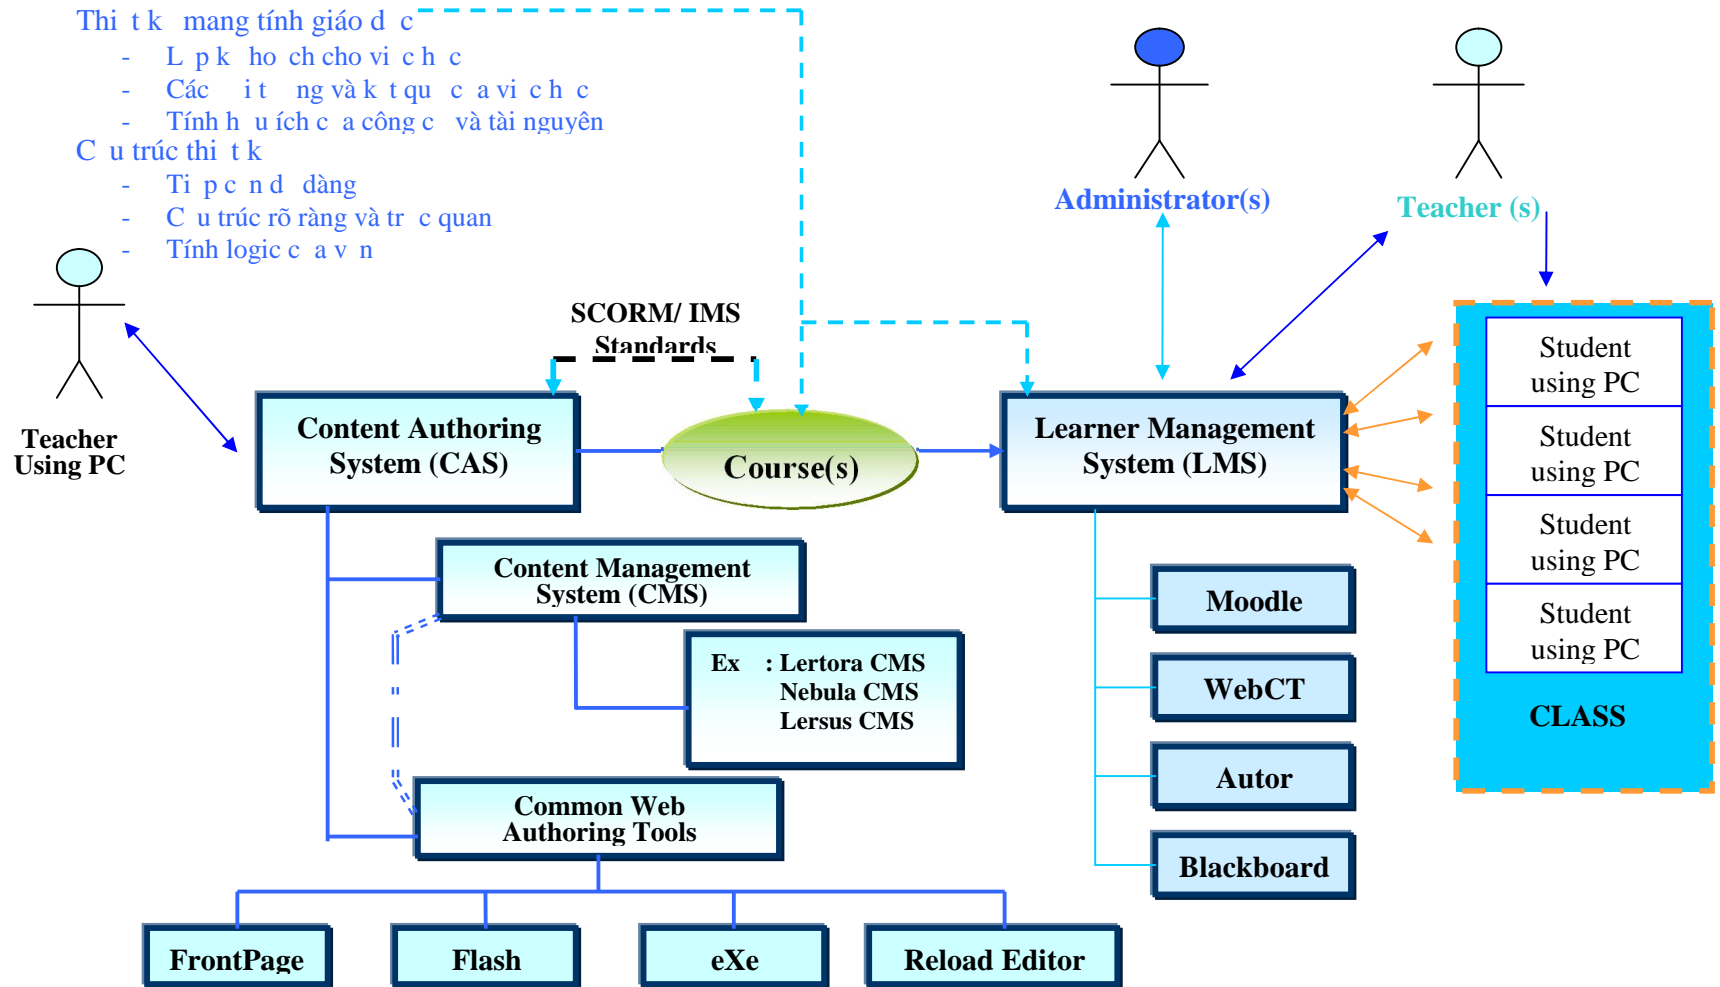 Thi t k mang tính giáo d c
- L p k ho ch cho vi c h c
- Các i t ng và k t qu c a vi c h c
- Tính h u ích c a công c và tài nguyên
C u trúc thi t k
- Ti p c n d dàng
- C u trúc rõ ràng và tr c quan
- Tính logic c a v n
Administrator(s)
Teacher (s)
SCORM/ IMS
Standards
Teacher
Using PC
Content Authoring
System (CAS)
Course(s)
Learner Management
System (LMS)
Student
using PC
Student
using PC
Student
using PC
Student
using PC
CLASS
Content Management
System (CMS)
Ex : Lertora CMS
Nebula CMS
Lersus CMS
Common Web
Authoring Tools
Moodle
WebCT
Autor
Blackboard
FrontPage
Flash
eXe
Reload Editor